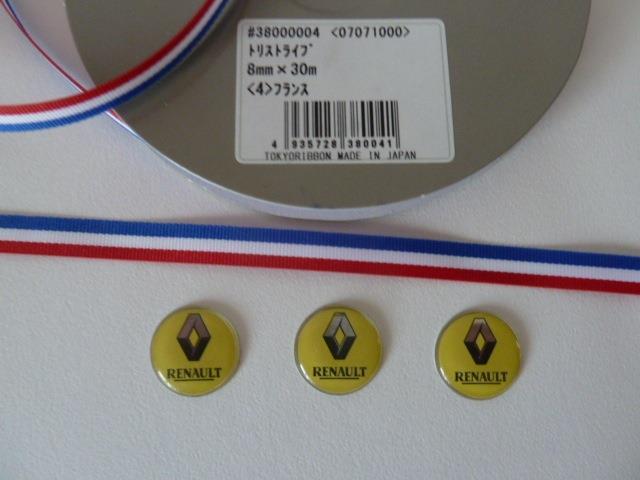 #38000004 <07071000>
トリストライプ
8mm×30m
<4>フランス
4 935728 380041
TOKYORIBBON MADE IN JAPAN
RENAULT
RENAULT
RENAULT